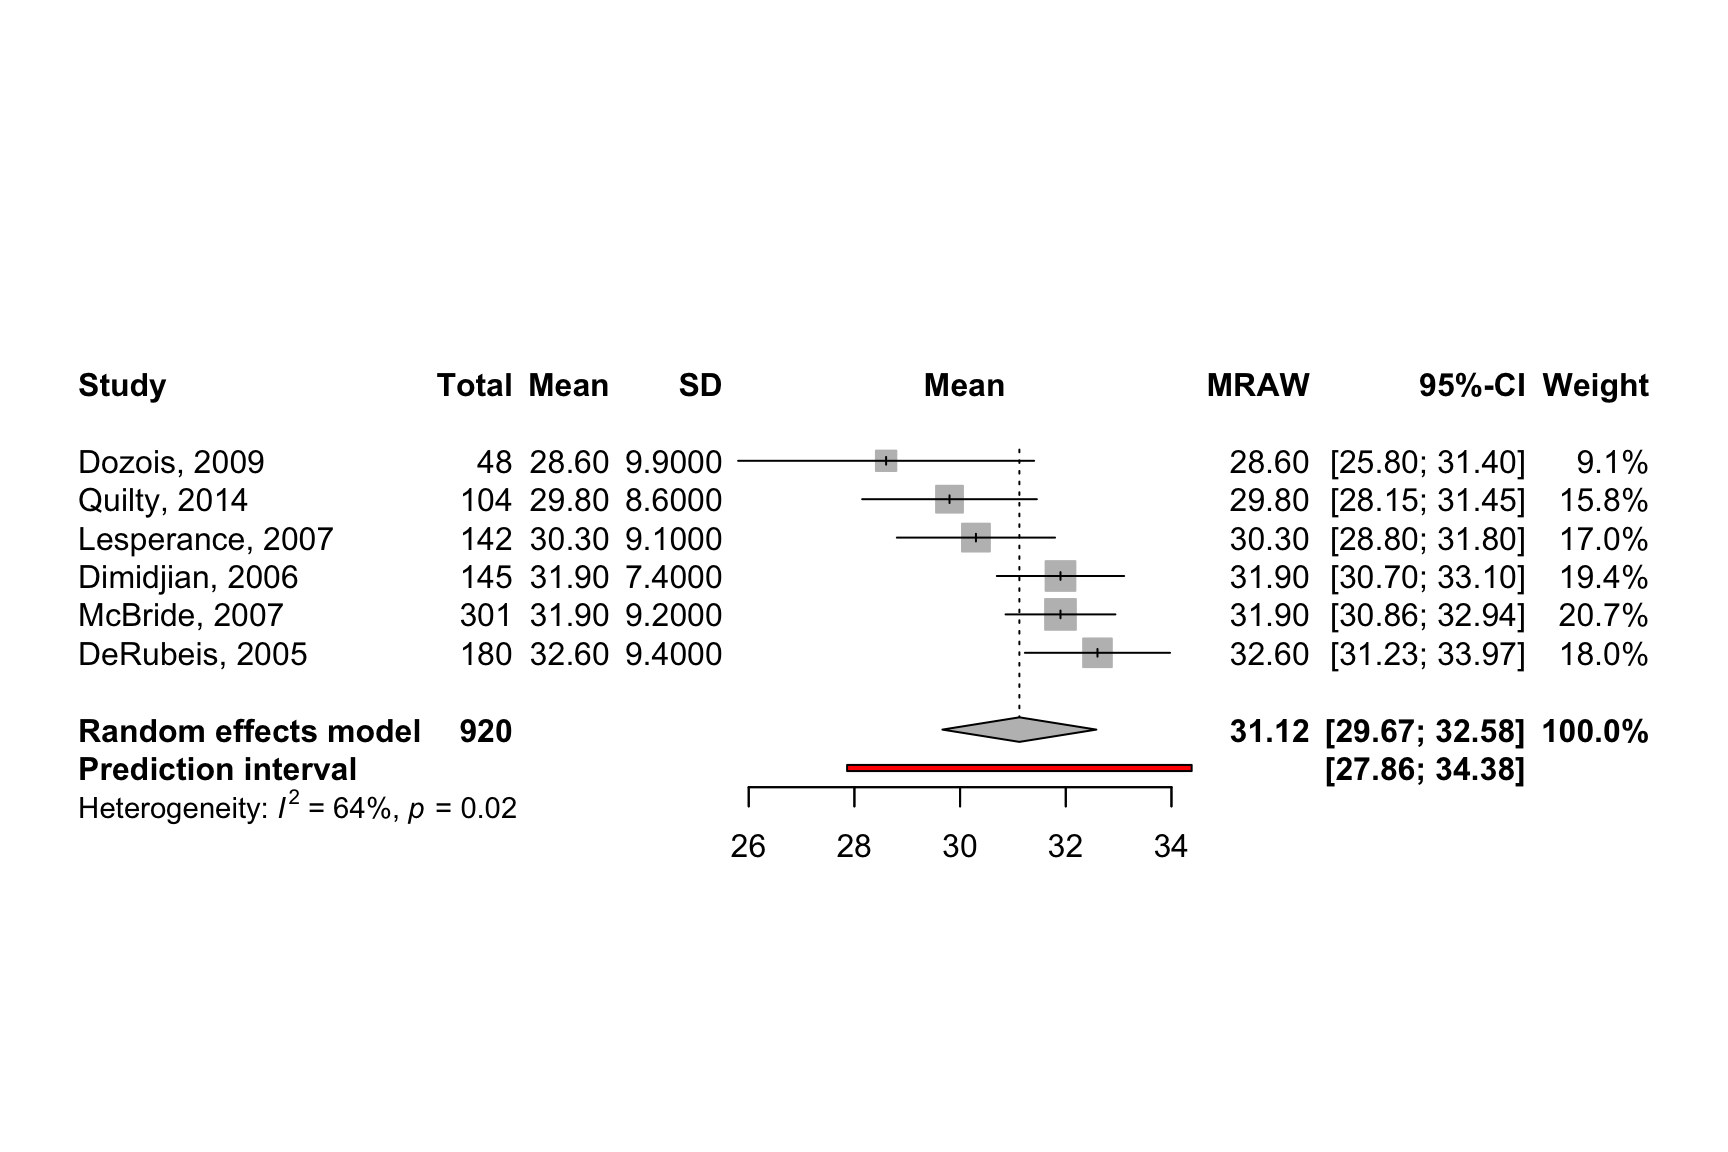 Study Total Mean SD Mean MRAW 95%-CI Weight
Dozois, 2009 48 28.60 9.9000 28.60 [25.80; 31.40] 9.1%
Quilty, 2014 104 29.80 8.6000 29.80 [28.15; 31.45] 15.8%
Lesperance, 2007 142 30.30 9.1000 30.30 [28.80; 31.80] 17.0%
Dimidjian, 2006 145 31.90 7.4000 31.90 [30.70; 33.10] 19.4%
McBride, 2007 301 31.90 9.2000 31.90 [30.86; 32.94] 20.7%
DeRubeis, 2005 180 32.60 9.4000 32.60 [31.23; 33.97] 18.0%
Random effects model 920 31.12 [29.67; 32.58] 100.0%
Prediction interval [27.86; 34.38]
Heterogeneity: I² = 64%, p = 0.02
26 28 30 32 34